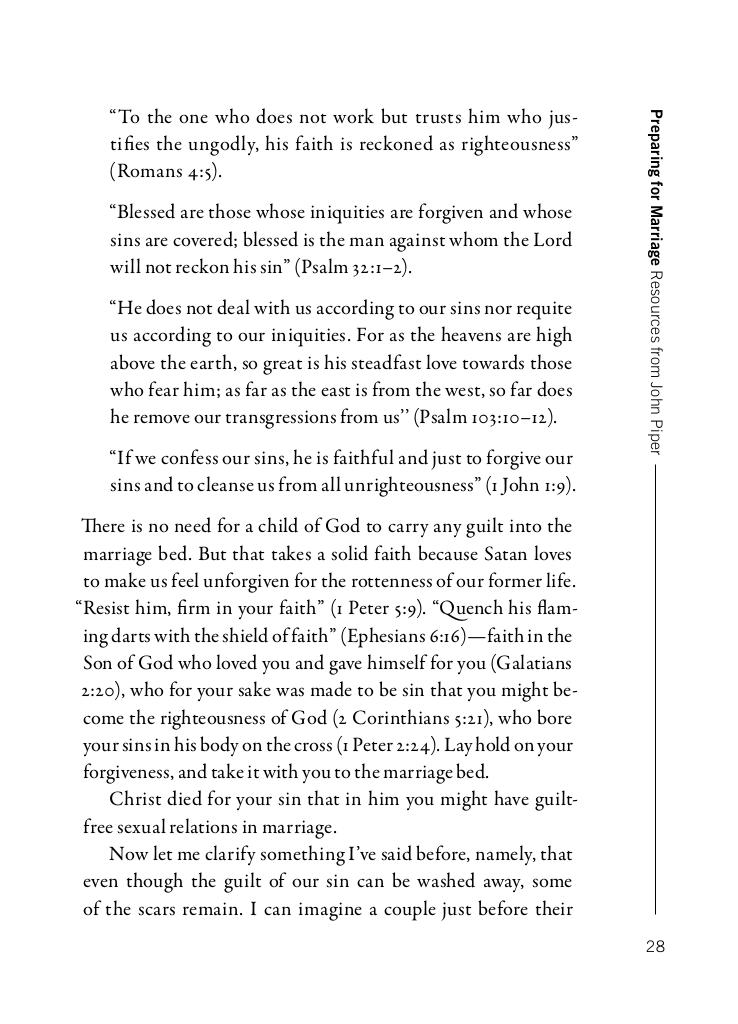 “To the one who does not work but trusts him who jus-
tifies the ungodly, his faith is reckoned as righteousness”
(Romans 4:5).
“Blessed are those whose iniquities are forgiven and whose
sins are covered; blessed is the man against whom the Lord
will not reckon his sin” (Psalm 32:1–2).
“He does not deal with us according to our sins nor requite
us according to our iniquities. For as the heavens are high
above the earth, so great is his steadfast love towards those
who fear him; as far as the east is from the west, so far does
he remove our transgressions from us’’ (Psalm 103:10–12).
“If we confess our sins, he is faithful and just to forgive our
sins and to cleanse us from all unrighteousness” (1 John 1:9).
There is no need for a child of God to carry any guilt into the
marriage bed. But that takes a solid faith because Satan loves
to make us feel unforgiven for the rottenness of our former life.
“Resist him, firm in your faith” (1 Peter 5:9). “Quench his flam-
ing darts with the shield of faith” (Ephesians 6:16)—faith in the
Son of God who loved you and gave himself for you (Galatians
2:20), who for your sake was made to be sin that you might be-
come the righteousness of God (2 Corinthians 5:21), who bore
your sins in his body on the cross (1 Peter 2:24). Lay hold on your
forgiveness, and take it with you to the marriage bed.
Christ died for your sin that in him you might have guilt-
free sexual relations in marriage.
Now let me clarify something I’ve said before, namely, that
even though the guilt of our sin can be washed away, some
of the scars remain. I can imagine a couple just before their
Preparing for Marriage Resources from John Piper
28